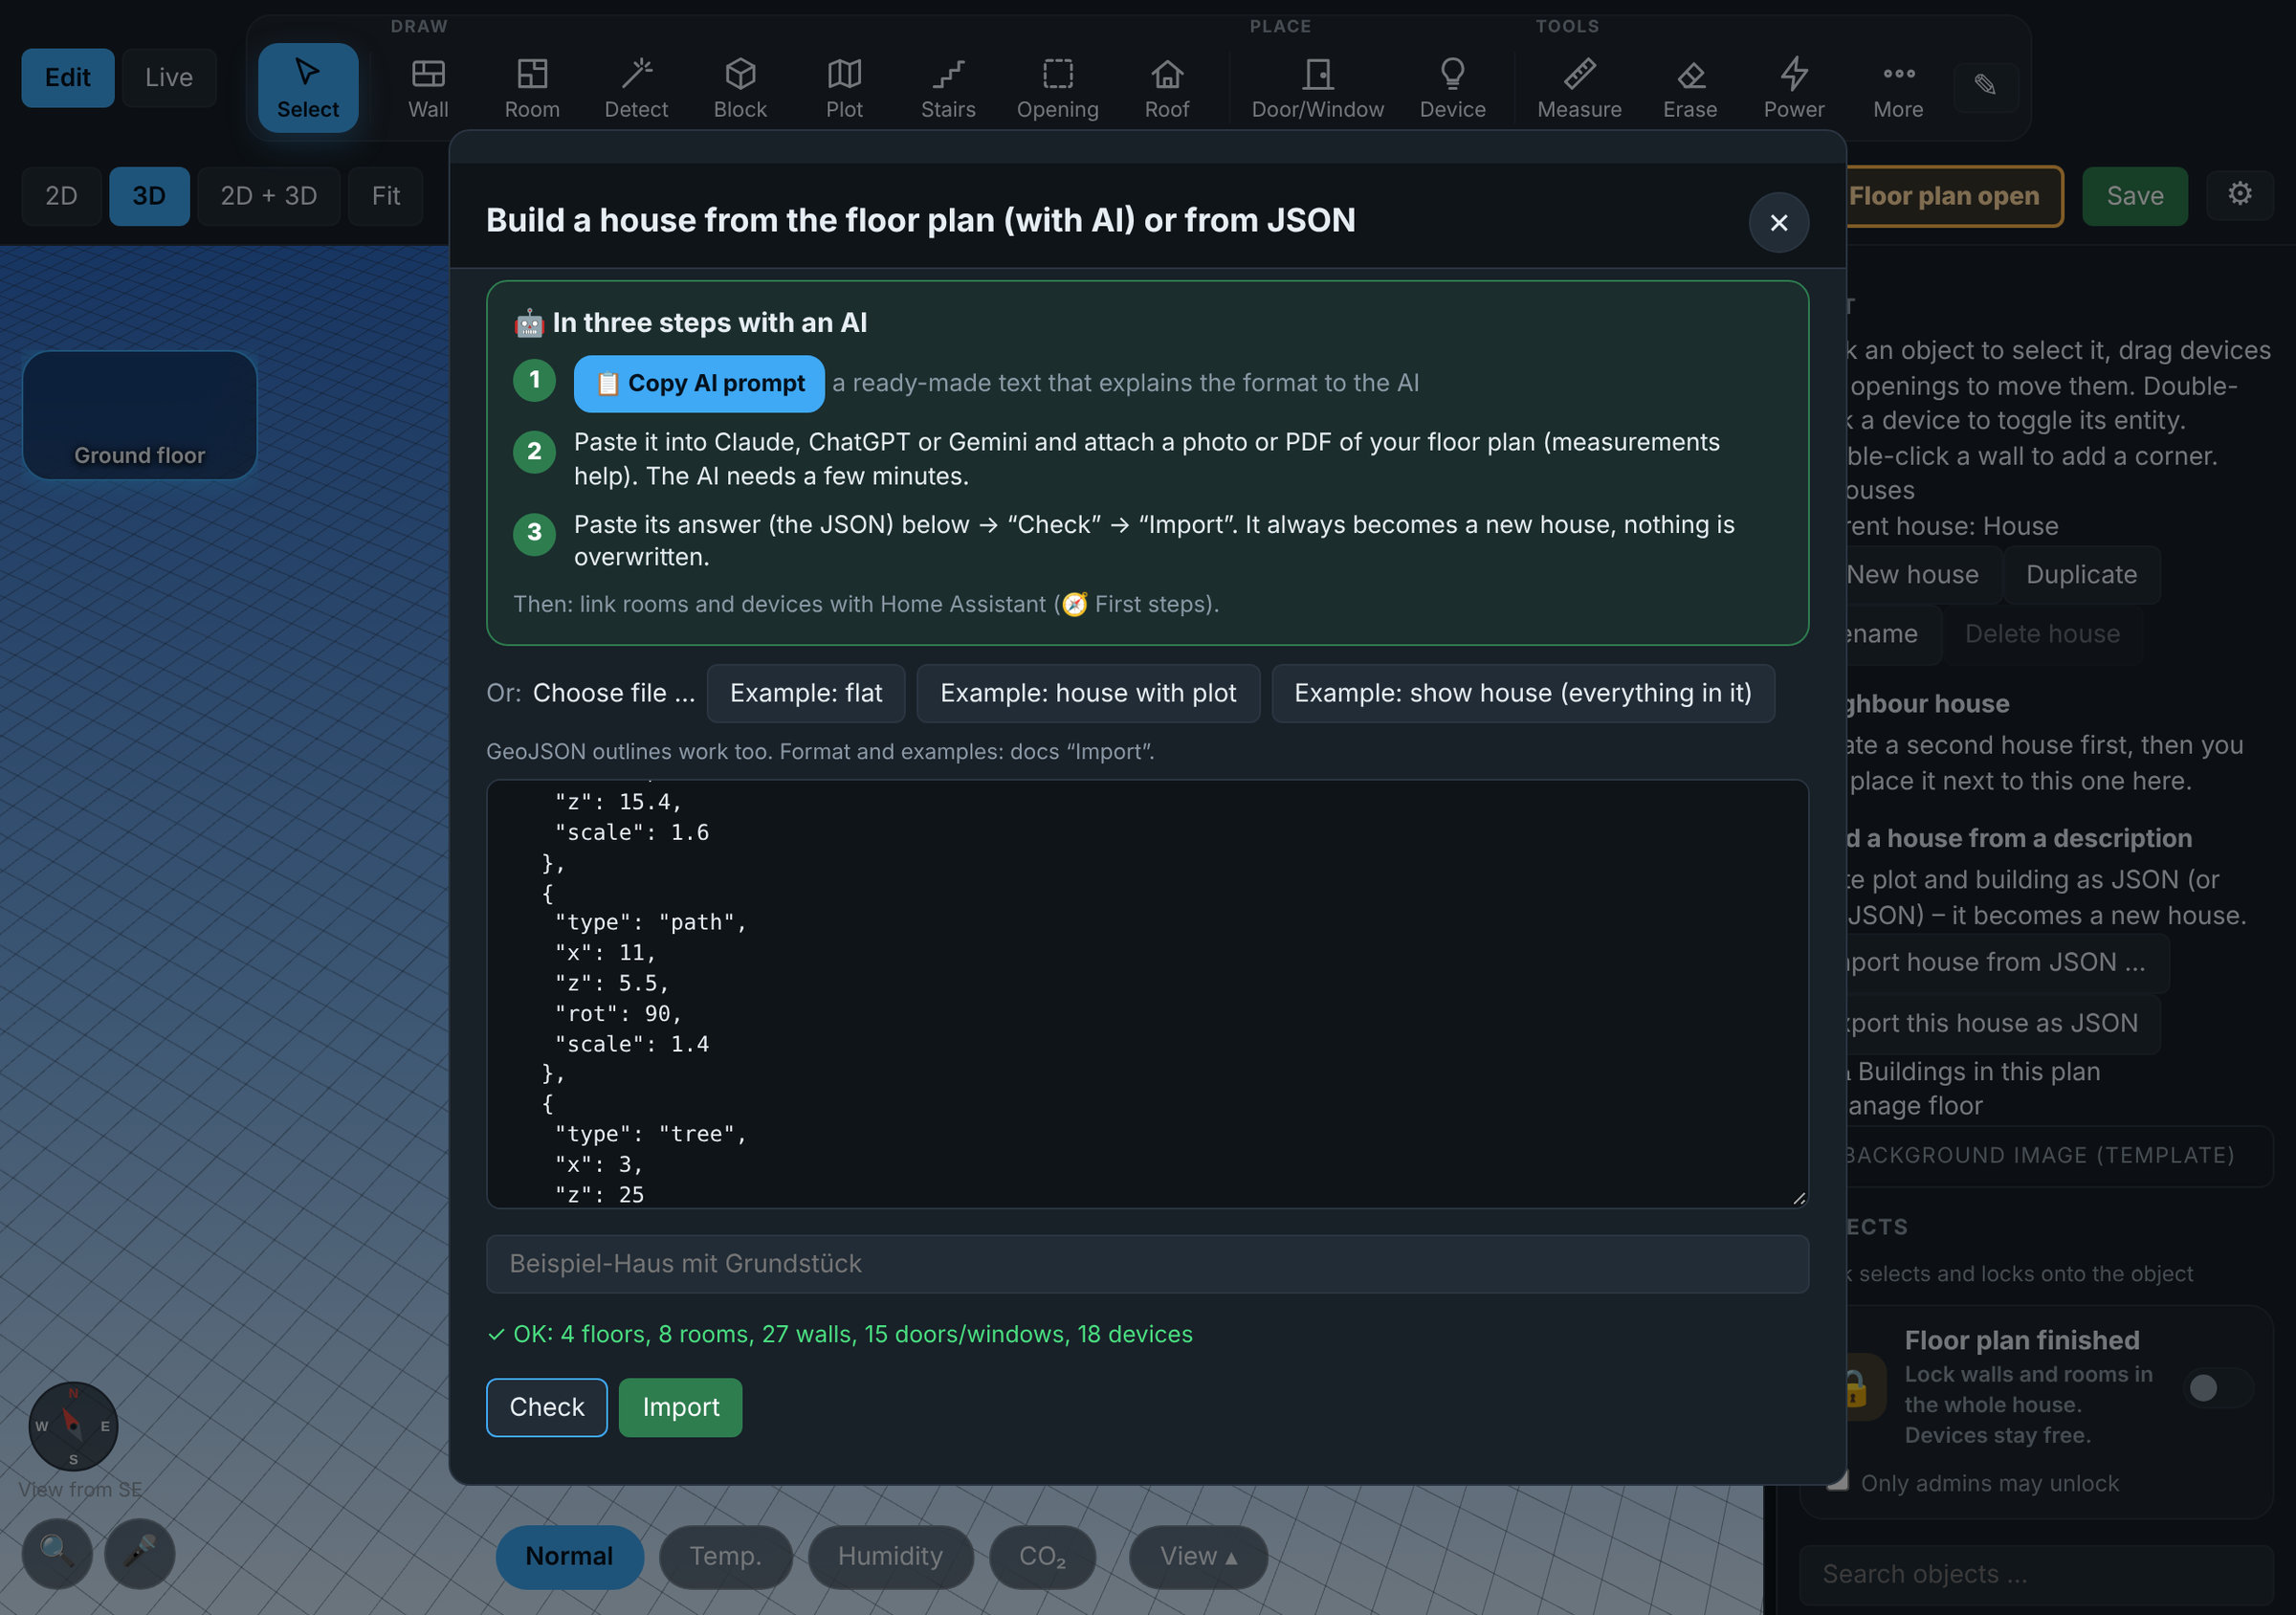 DRAW
PLACE
TOOLS
Edit
Live
Select
Wall
Room
Detect
Block
Plot
Stairs
Opening
Roof
Door/Window
Device
Measure
Erase
Power
More
2D
3D
2D + 3D
Fit
Floor plan open
Save
Build a house from the floor plan (with AI) or from JSON
In three steps with an AI
1
Copy AI prompt
a ready-made text that explains the format to the AI
2
Paste it into Claude, ChatGPT or Gemini and attach a photo or PDF of your floor plan (measurements
help). The AI needs a few minutes.
3
Paste its answer (the JSON) below → “Check” → “Import”. It always becomes a new house, nothing is
overwritten.
Then: link rooms and devices with Home Assistant (🧭 First steps).
Or: Choose file ...
Example: flat
Example: house with plot
Example: show house (everything in it)
GeoJSON outlines work too. Format and examples: docs “Import”.
"z": 15.4,
"scale": 1.6
},
{
"type": "path",
"x": 11,
"z": 5.5,
"rot": 90,
"scale": 1.4
},
{
"type": "tree",
"x": 3,
"z": 25
Beispiel-Haus mit Grundstück
✓ OK: 4 floors, 8 rooms, 27 walls, 15 doors/windows, 18 devices
Check
Import
Ground floor
N
W
E
S
View from SE
Normal
Temp.
Humidity
CO₂
View ▴
an object to select it, drag devices
openings to move them. Double-
a device to toggle its entity.
ble-click a wall to add a corner.
ouses
rent house: House
New house
Duplicate
ename
Delete house
ghbour house
ate a second house first, then you
place it next to this one here.
d a house from a description
te plot and building as JSON (or
JSON) – it becomes a new house.
port house from JSON ...
xport this house as JSON
Buildings in this plan
anage floor
BACKGROUND IMAGE (TEMPLATE)
ECTS
selects and locks onto the object
Floor plan finished
Lock walls and rooms in
the whole house.
Devices stay free.
Only admins may unlock
Search objects ...